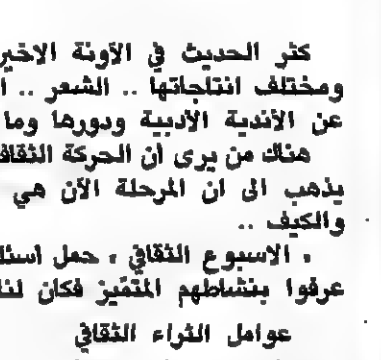 كثر الحديث في الآونة الاخير
ومختلف انتاجاتها .. الشعر ..
عن الأندية الأدبية ودورها وما
هناك من يرى أن الحركة الثقاف
يذهب الى ان المرحلة الآن هي
والكيف ..
« الاسبوع الثقافي » حمل أسئلة
عرفوا بنشاطهم المتميز فكان لنا
عوامل الثراء الثقافي